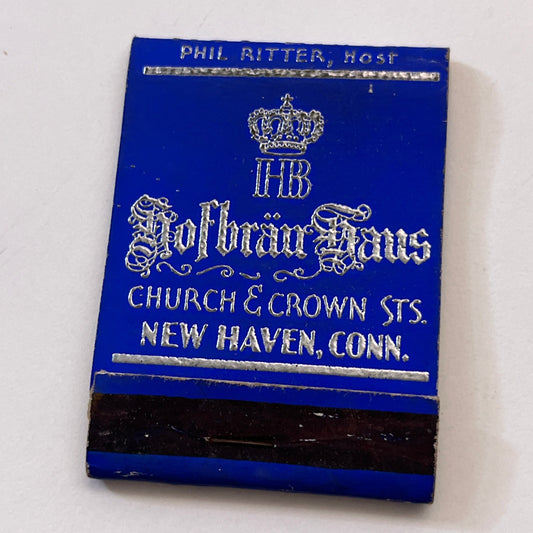 PHIL RITTER, HOST
HB
Hofbräu Haus
CHURCH & CROWN STS.
NEW HAVEN, CONN.